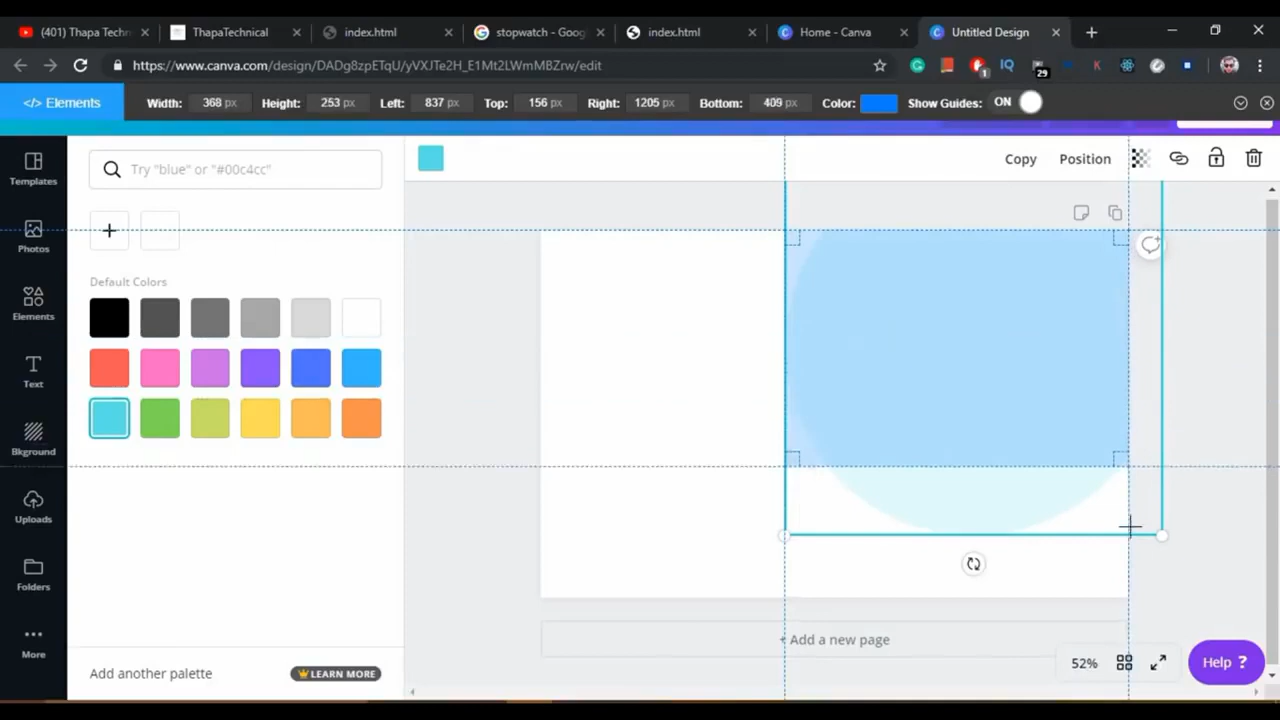 (401) Thapa Techn
ThapaTechnical
index.html
stopwatch - Goog
index.html
Home - Canva
Untitled Design
https://www.canva.com/design/DADg8zpETqU/yVXJTe2H_E1Mt2LWmMBZrw/edit
1
IQ
29
K
</> Elements
Width: 368 px
Height: 253 px
Left: 837 px
Top: 156 px
Right: 1205 px
Bottom: 409 px
Color:
Show Guides: ON
Templates
Photos
Elements
Text
Bkground
Uploads
Folders
More
Try "blue" or "#00c4cc"
Default Colors
Add another palette
LEARN MORE
Copy
Position
+ Add a new page
52%
Help ?